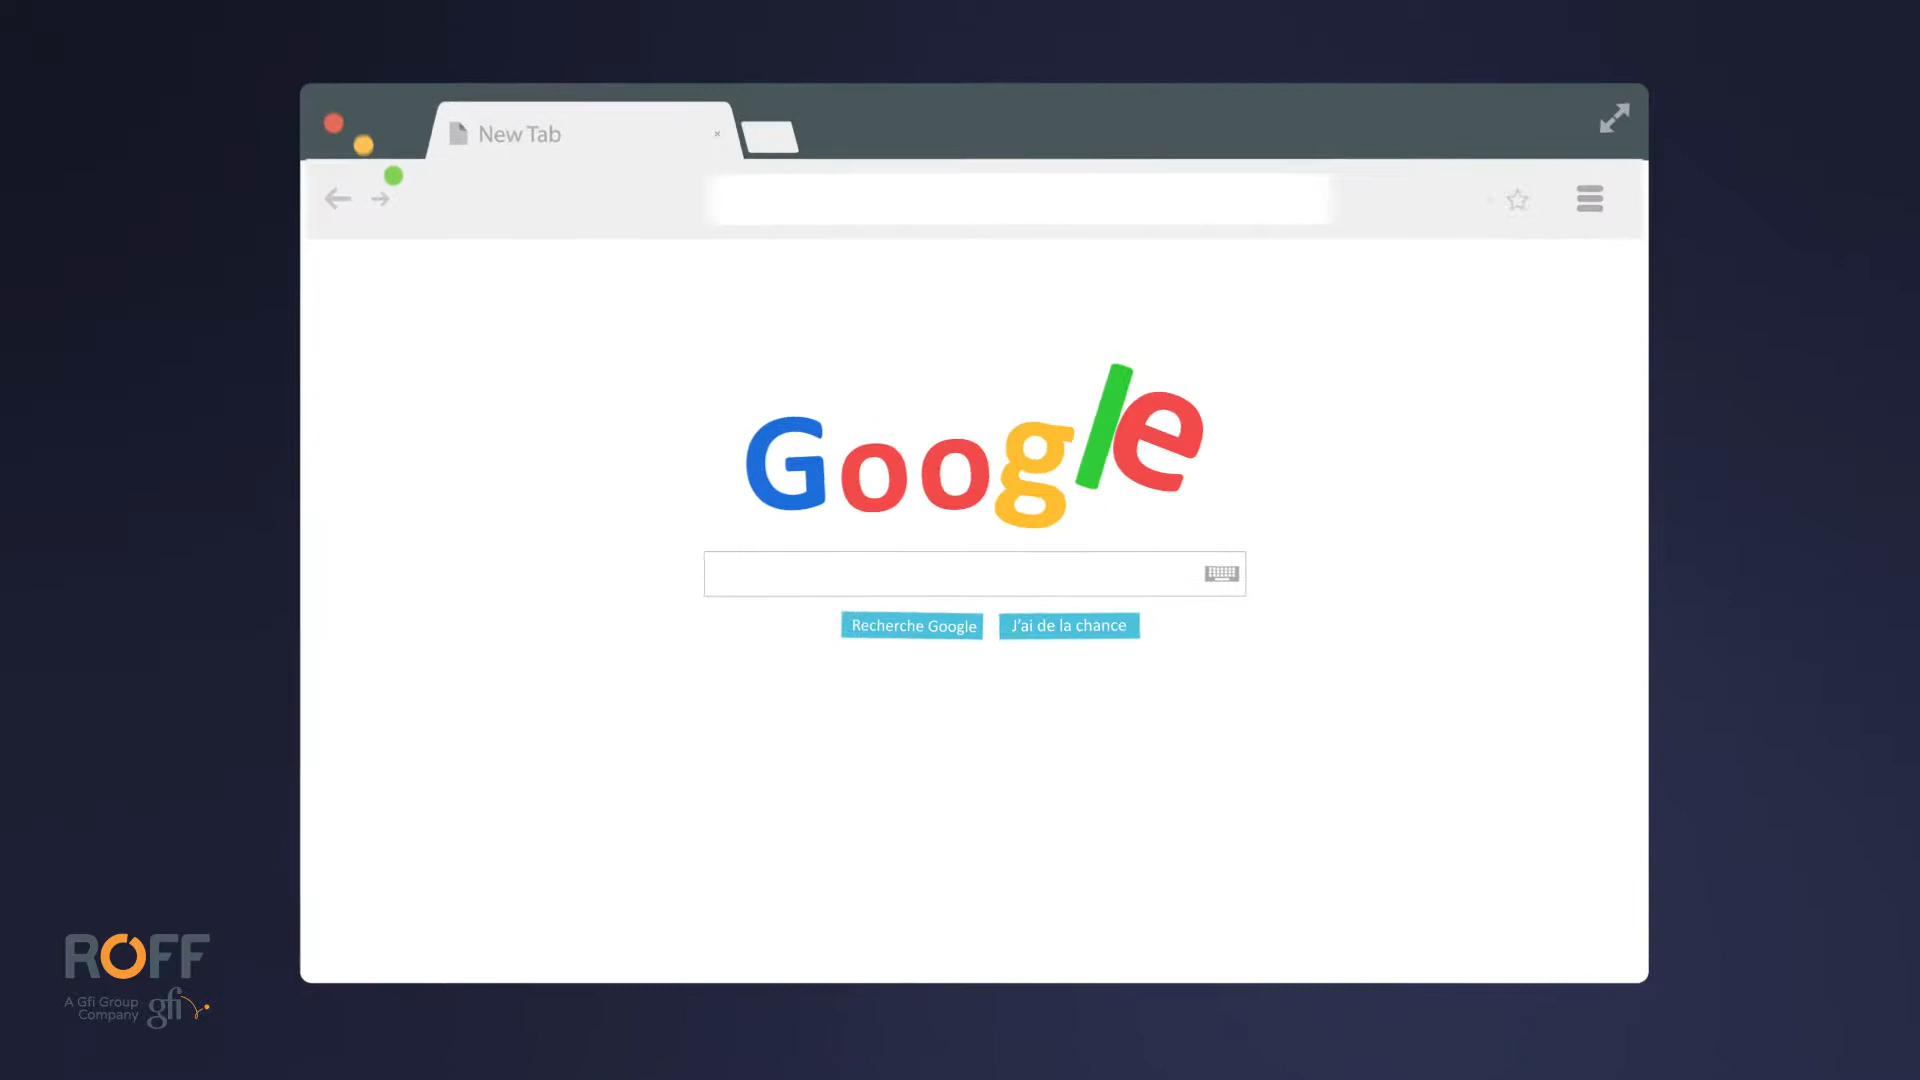 New Tab
Google
Recherche Google
J'ai de la chance
ROFF
A Gfi Group
Company
gfi